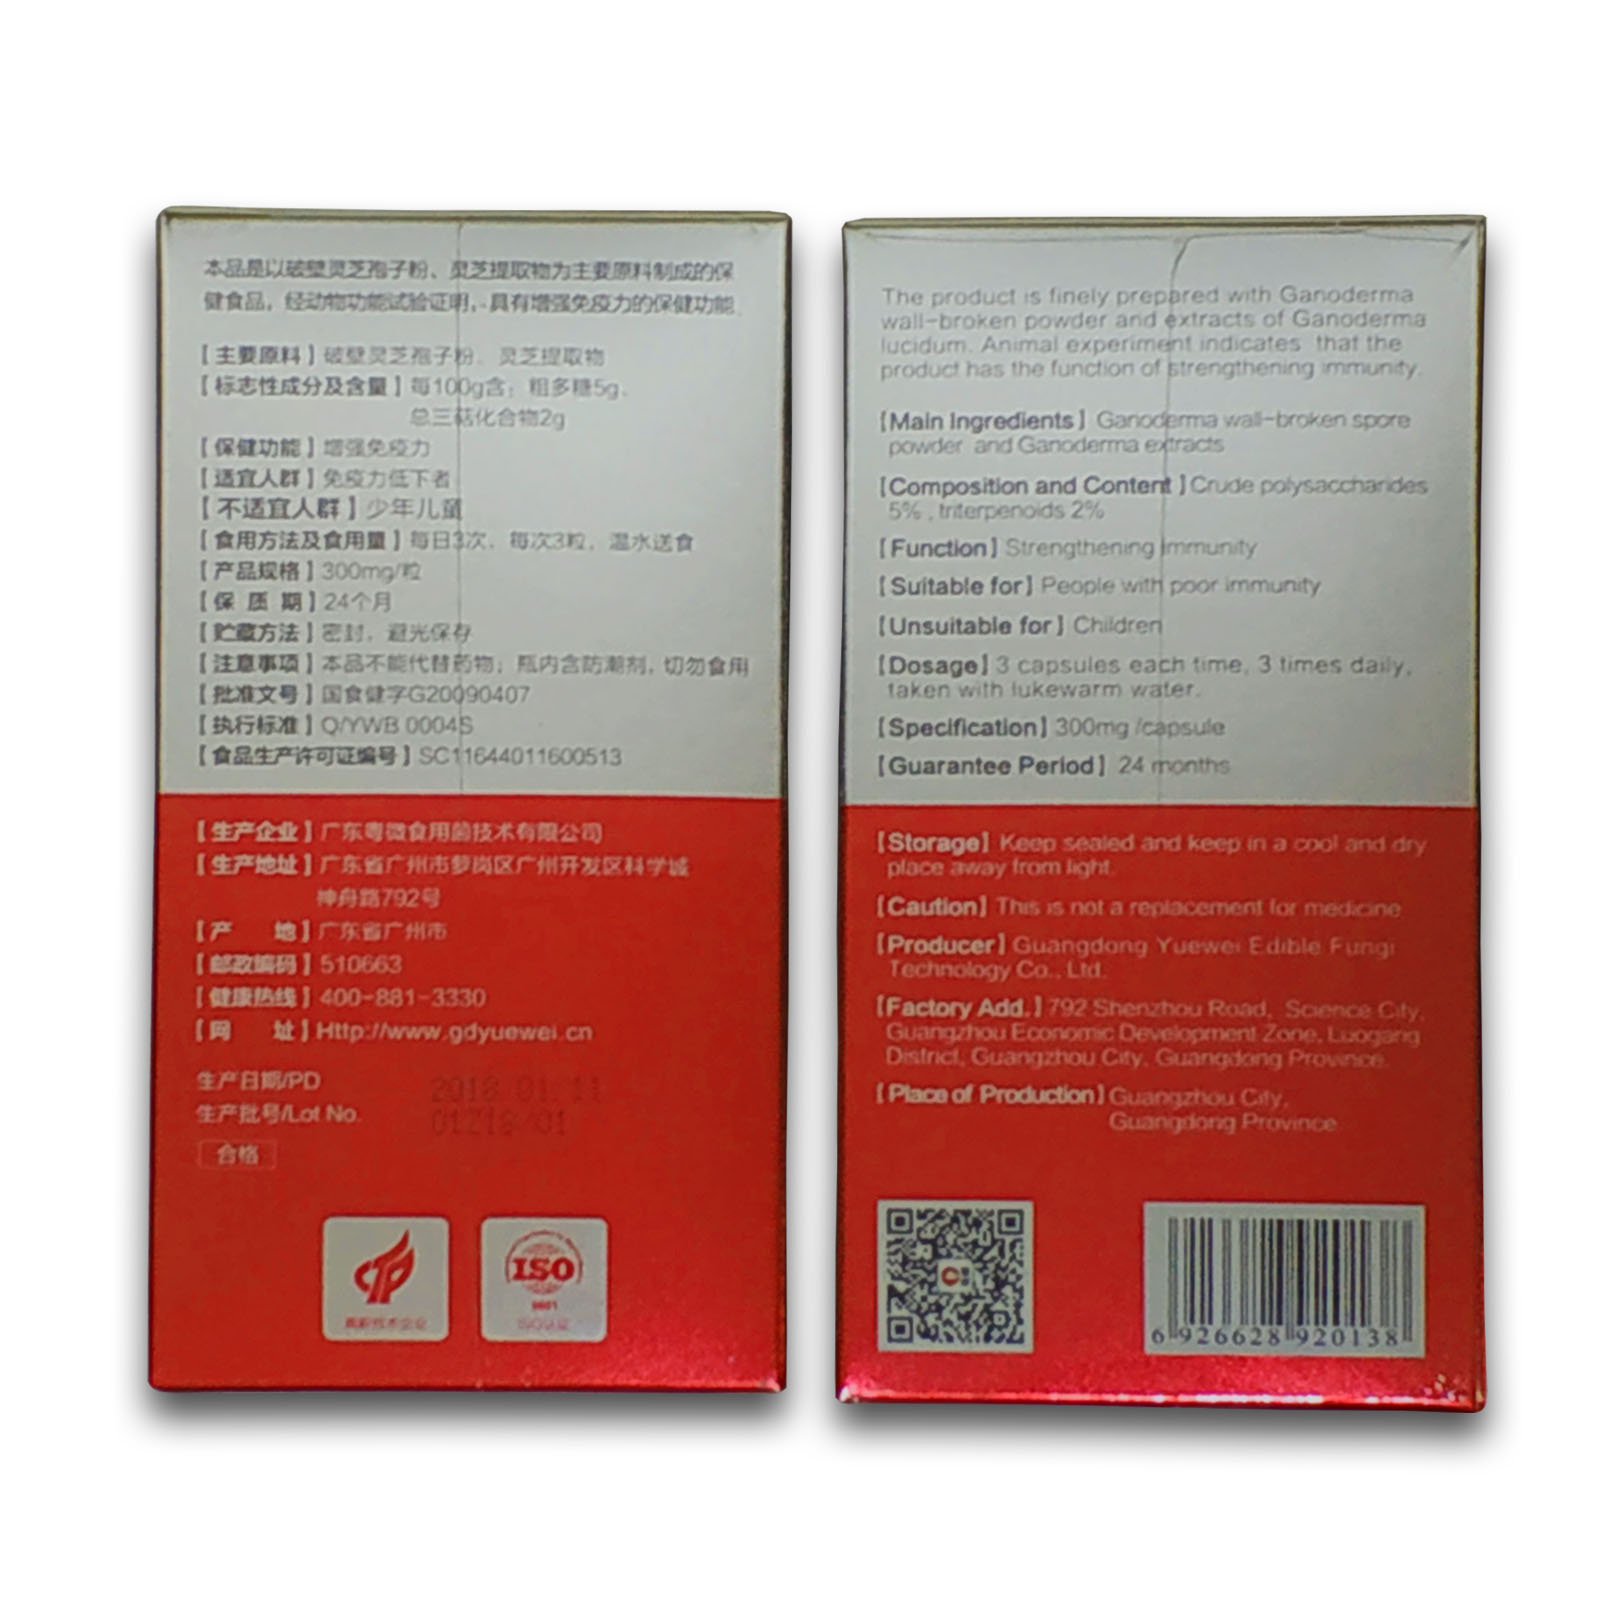 本品是以破壁灵芝孢子粉、灵芝提取物为主要原料制成的保
健食品，经动物功能试验证明，具有增强免疫力的保健功能
【主要原料】破壁灵芝孢子粉、灵芝提取物
【标志性成分及含量】每100g含：粗多糖5g、
总三萜化合物2g
【保健功能】增强免疫力
【适宜人群】免疫力低下者
【不适宜人群】少年儿童
【食用方法及食用量】每日3次，每次3粒，温水送食
【产品规格】300mg/粒
【保 质 期】24个月
【贮藏方法】密封，避光保存
【注意事项】本品不能代替药物；瓶内含防潮剂，切勿食用
【批准文号】国食健字G20090407
【执行标准】Q/YWB 0004S
【食品生产许可证编号】SC11644011600513
【生产企业】广东粤微食用菌技术有限公司
【生产地址】广东省广州市萝岗区广州开发区科学城
神舟路792号
【产 地】广东省广州市
【邮政编码】510663
【健康热线】400-881-3330
【网 址】Http://www.gdyuewei.cn
生产日期/PD 2018 01 11
生产批号/Lot No.
合格
高新技术企业
ISO
9001
ISO认证
The product is finely prepared with Ganoderma
wall-broken powder and extracts of Ganoderma
lucidum. Animal experiment indicates that the
product has the function of strengthening immunity.
[Main Ingredients] Ganoderma wall-broken spore
powder and Ganoderma extracts
[Composition and Content] Crude polysaccharides
5%, triterpenoids 2%
[Function] Strengthening immunity
[Suitable for] People with poor immunity
[Unsuitable for] Children
[Dosage] 3 capsules each time, 3 times daily,
taken with lukewarm water.
[Specification] 300mg /capsule
[Guarantee Period] 24 months
[Storage] Keep sealed and keep in a cool and dry
place away from light.
[Caution] This is not a replacement for medicine
[Producer] Guangdong Yuewei Edible Fungi
Technology Co., Ltd.
[Factory Add.] 792 Shenzhou Road, Science City,
Guangzhou Economic Development Zone, Luogang
District, Guangzhou City, Guangdong Province.
[Place of Production] Guangzhou City,
Guangdong Province
6 926628 920138